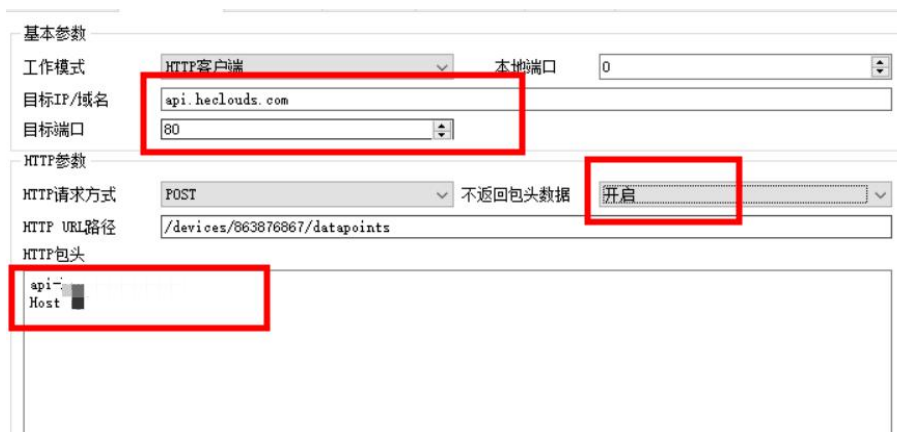 基本参数
工作模式 HTTP客户端 本地端口 0
目标IP/域名 api.heclouds.com
目标端口 80
HTTP参数
HTTP请求方式 POST 不返回包头数据 开启
HTTP URL路径 /devices/863876867/datapoints
HTTP包头
api-
Host